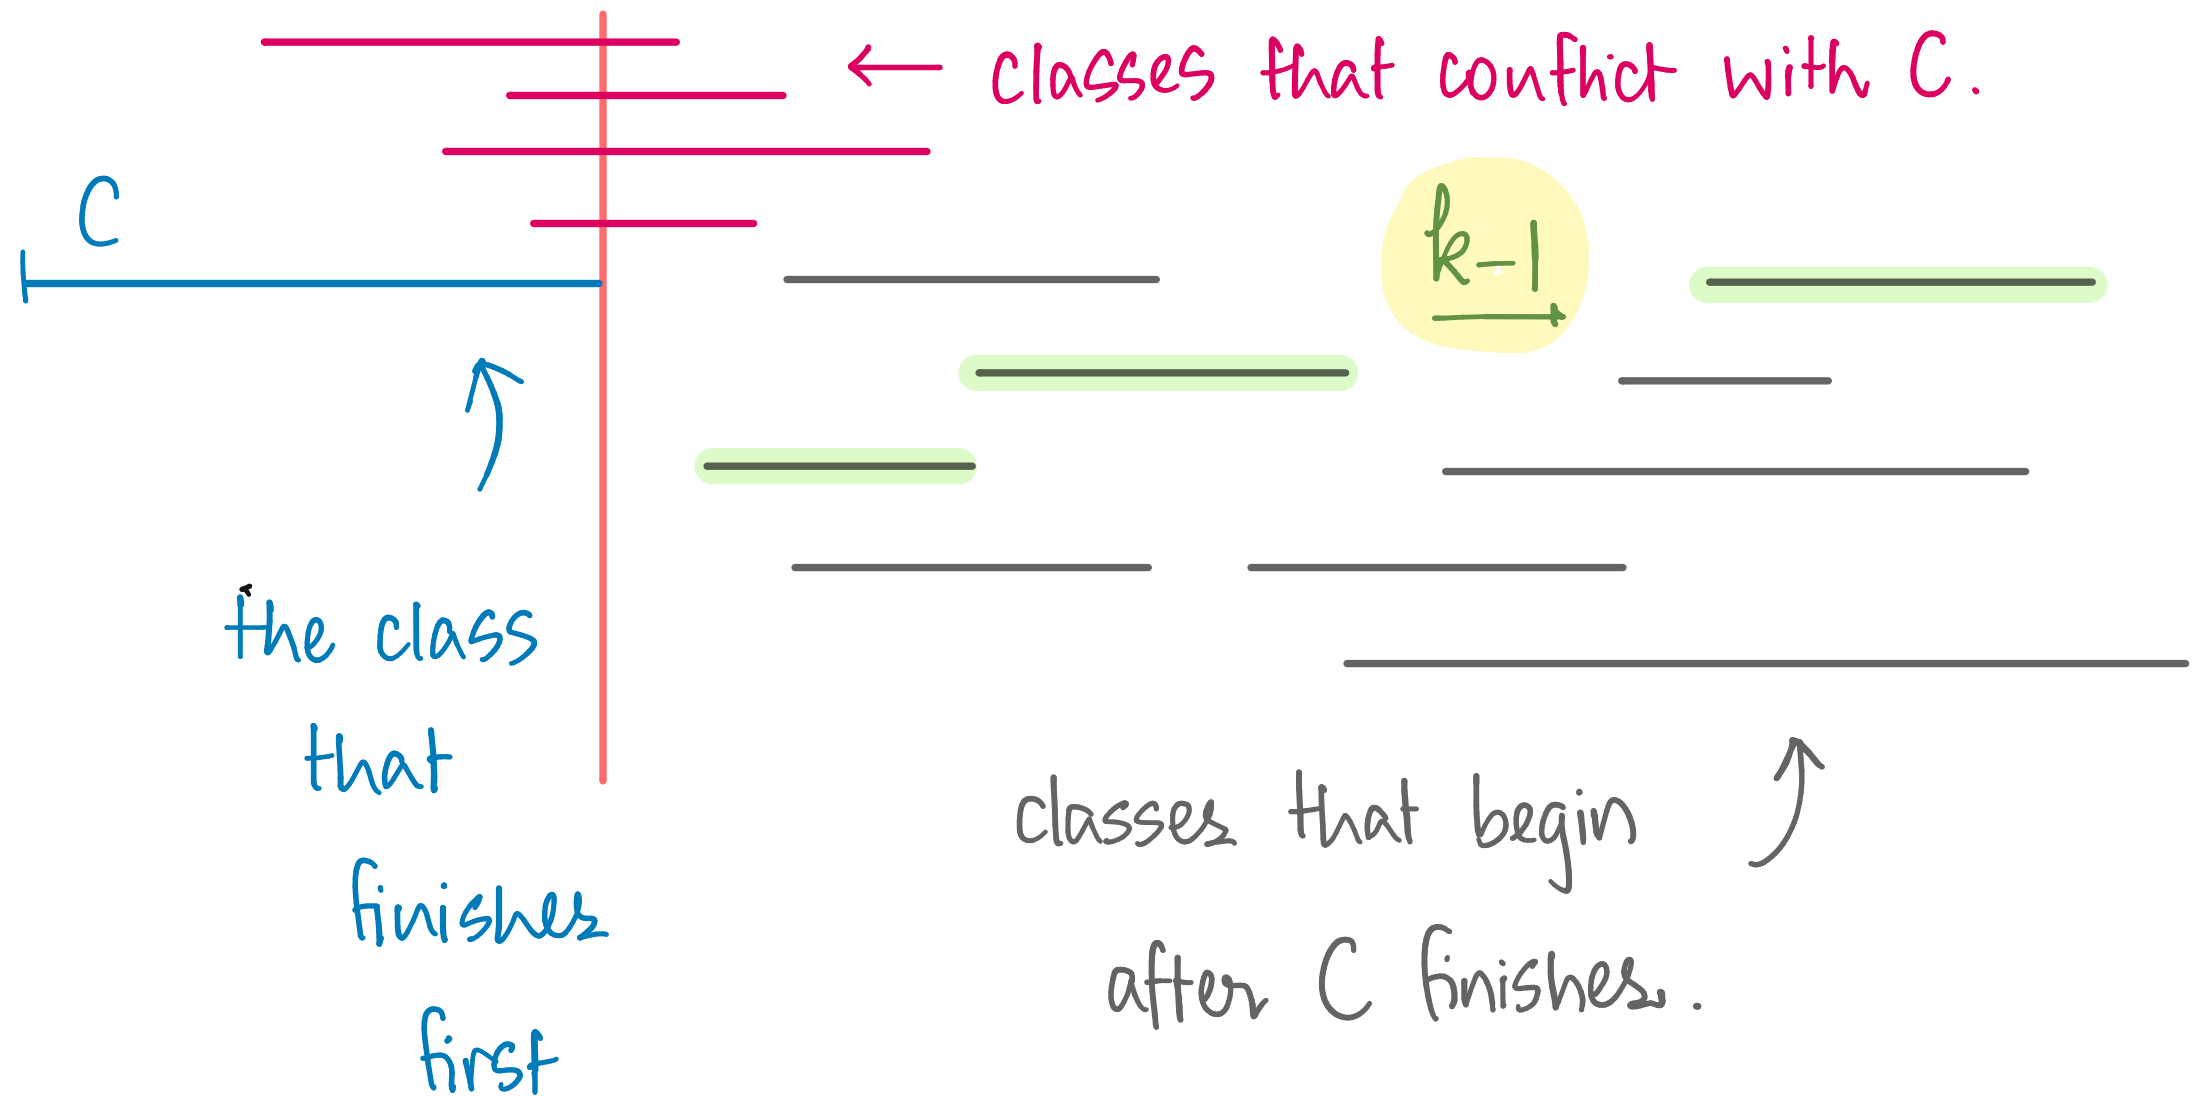 ← classes that conflict with C.
C
k-1
the class
that
finishes
first
classes that begin
after C finishes.